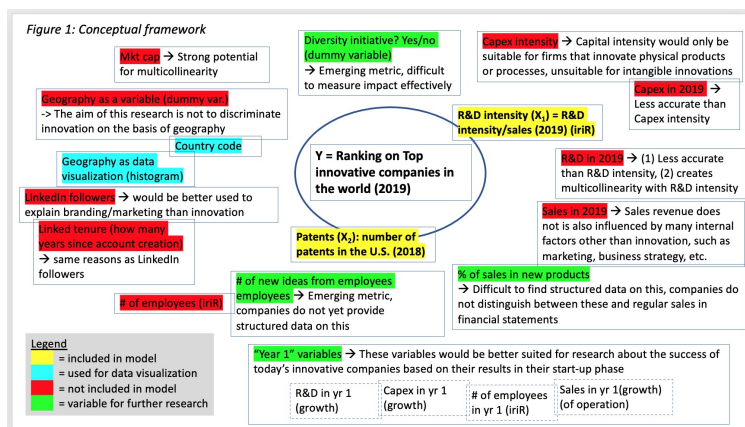 Figure 1: Conceptual framework
Mkt cap → Strong potential
for multicollinearity
Diversity initiative? Yes/no
(dummy variable)
→ Emerging metric, difficult
to measure impact effectively
Capex intensity → Capital intensity would only be
suitable for firms that innovate physical products
or processes, unsuitable for intangible innovations
Capex in 2019 →
Less accurate than
Capex intensity
Geography as a variable (dummy var.)
-> The aim of this research is not to discriminate
innovation on the basis of geography
R&D intensity (X1) = R&D
intensity/sales (2019) (iriR)
Country code
Geography as data
visualization (histogram)
Y = Ranking on Top
innovative companies in
the world (2019)
R&D in 2019 → (1) Less accurate
than R&D intensity, (2) creates
multicollinearity with R&D intensity
LinkedIn followers → would be better used to
explain branding/marketing than innovation
Linked tenure (how many
years since account creation)
→ same reasons as LinkedIn
followers
Sales in 2019 → Sales revenue does
not is also influenced by many internal
factors other than innovation, such as
marketing, business strategy, etc.
Patents (X2): number of
patents in the U.S. (2018)
# of new ideas from employees
employees → Emerging metric,
companies do not yet provide
structured data on this
% of sales in new products
→ Difficult to find structured data on this, companies do
not distinguish between these and regular sales in
financial statements
# of employees (iriR)
Legend
= included in model
= used for data visualization
= not included in model
= variable for further research
"Year 1" variables → These variables would be better suited for research about the success of
today's innovative companies based on their results in their start-up phase
R&D in yr 1
(growth)
Capex in yr 1
(growth)
# of employees
in yr 1 (iriR)
Sales in yr 1(growth)
(of operation)